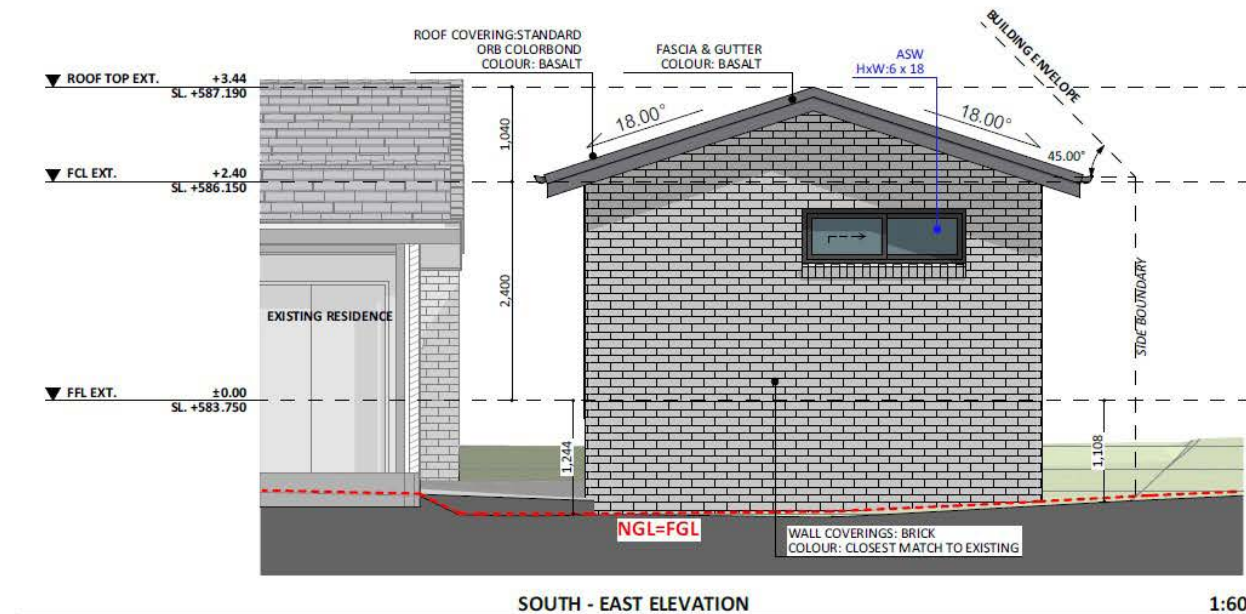 ROOF COVERING:STANDARD
ORB COLORBOND
COLOUR: BASALT
FASCIA & GUTTER
COLOUR: BASALT
ASW
HxW:6 x 18
BUILDING ENVELOPE
ROOF TOP EXT. +3.44
SL. +587.190
18.00°
18.00°
1,040
45.00°
FCL EXT. +2.40
SL. +586.150
2,400
SIDE BOUNDARY
EXISTING RESIDENCE
FFL EXT. ±0.00
SL. +583.750
1,244
1,108
NGL=FGL
WALL COVERINGS: BRICK
COLOUR: CLOSEST MATCH TO EXISTING
SOUTH - EAST ELEVATION 1:60